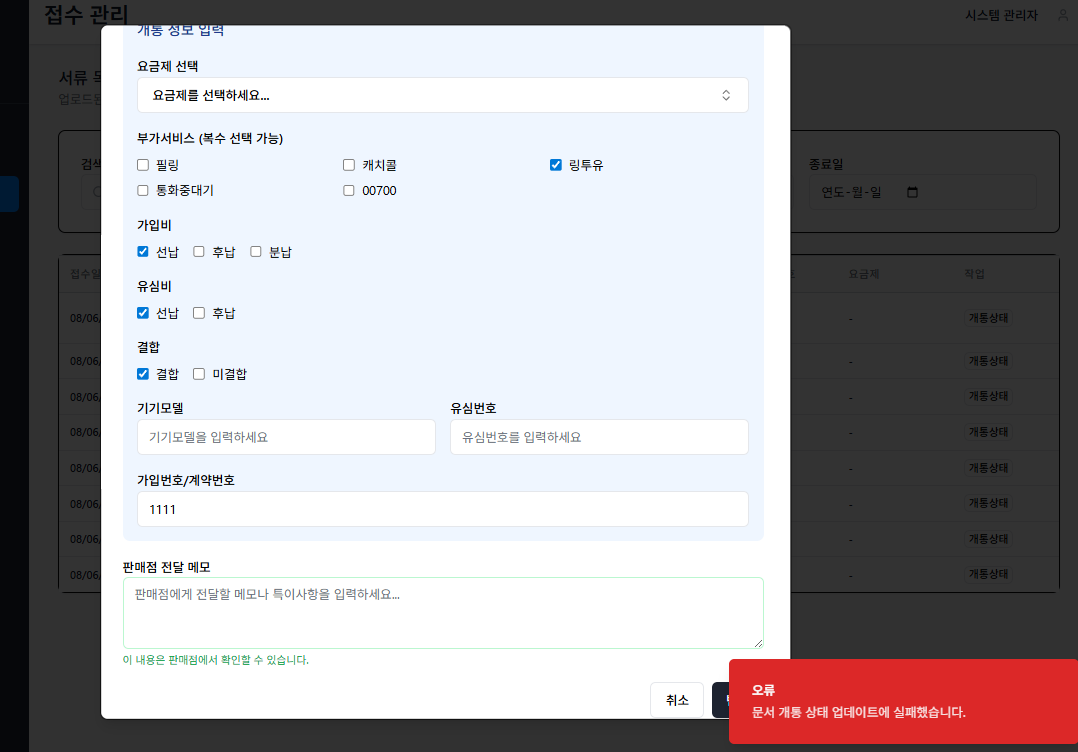 접수 관리
시스템 관리자
서류
업로드
개통 정보 입력
요금제 선택
요금제를 선택하세요...
부가서비스 (복수 선택 가능)
필링
캐치콜
링투유
통화중대기
00700
가입비
선납
후납
분납
유심비
선납
후납
결합
결합
미결합
기기모델
유심번호
기기모델을 입력하세요
유심번호를 입력하세요
가입번호/계약번호
1111
판매점 전달 메모
판매점에게 전달할 메모나 특이사항을 입력하세요...
이 내용은 판매점에서 확인할 수 있습니다.
취소
검색
종료일
연도-월-일
접수일
요금제
작업
08/06/
-
개통상태
08/06/
-
개통상태
08/06/
-
개통상태
08/06/
-
개통상태
08/06/
-
개통상태
08/06/
-
개통상태
08/06/
-
개통상태
08/06/
-
개통상태
오류
문서 개통 상태 업데이트에 실패했습니다.